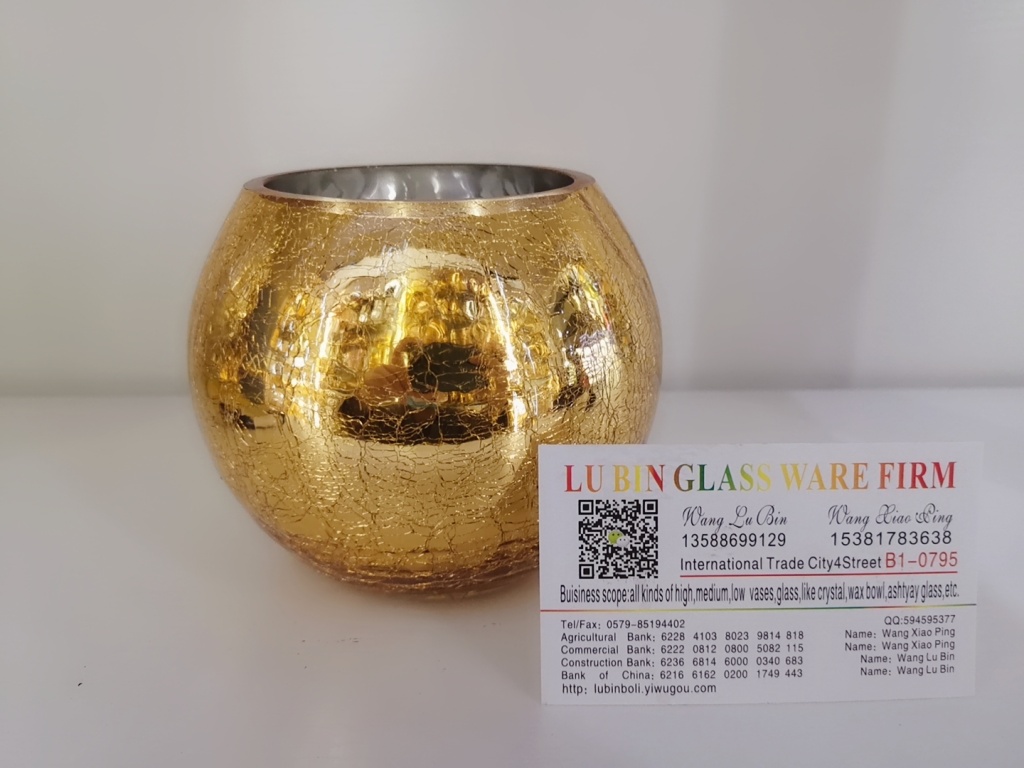 LU BIN GLASS WARE FIRM
Wang Lu Bin Wang Xiao Ping
13588699129 15381783638
International Trade City4Street B1-0795
Buisiness scope:all kinds of high,medium,low vases,glass,like crystal,wax bowl,ashtyay glass,etc.
Tel/Fax: 0579-85194402 QQ:594595377
Agricultural Bank: 6228 4103 8023 9814 818 Name: Wang Xiao Ping
Commercial Bank: 6222 0812 0800 5082 115 Name: Wang Xiao Ping
Construction Bank: 6236 6814 6000 0340 683 Name: Wang Lu Bin
Bank of China: 6216 6162 0200 1749 443 Name: Wang Lu Bin
http: lubinboli.yiwugou.com